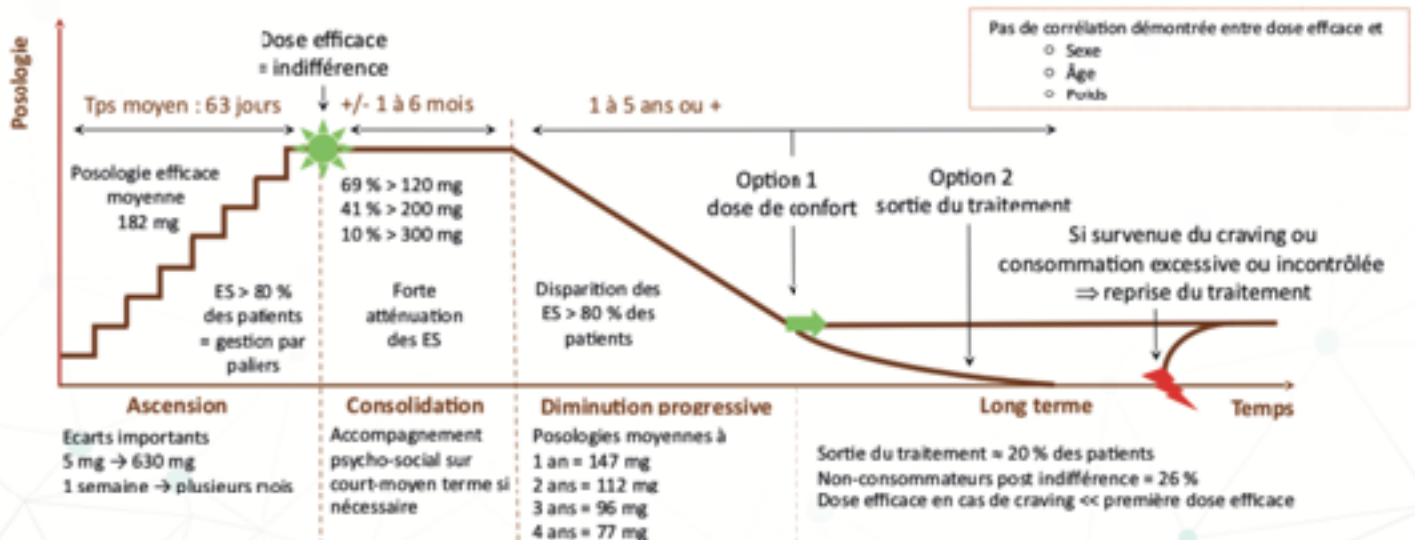 Posologie
Dose efficace
= indifférence
Pas de corrélation démontrée entre dose efficace et
○ Sexe
○ Âge
○ Poids
Tps moyen : 63 jours
+/- 1 à 6 mois
1 à 5 ans ou +
Posologie efficace
moyenne
182 mg
69 % > 120 mg
41 % > 200 mg
10 % > 300 mg
Option 1
dose de confort
Option 2
sortie du traitement
Si survenue du craving ou
consommation excessive ou incontrôlée
⇒ reprise du traitement
ES > 80 %
des patients
= gestion par
paliers
Forte
atténuation
des ES
Disparition des
ES > 80 % des
patients
Ascension
Consolidation
Diminution progressive
Long terme
Temps
Ecarts importants
5 mg → 630 mg
1 semaine → plusieurs mois
Accompagnement
psycho-social sur
court-moyen terme si
nécessaire
Posologies moyennes à
1 an = 147 mg
2 ans = 112 mg
3 ans = 96 mg
4 ans = 77 mg
Sortie du traitement ≈ 20 % des patients
Non-consommateurs post indifférence = 26 %
Dose efficace en cas de craving << première dose efficace